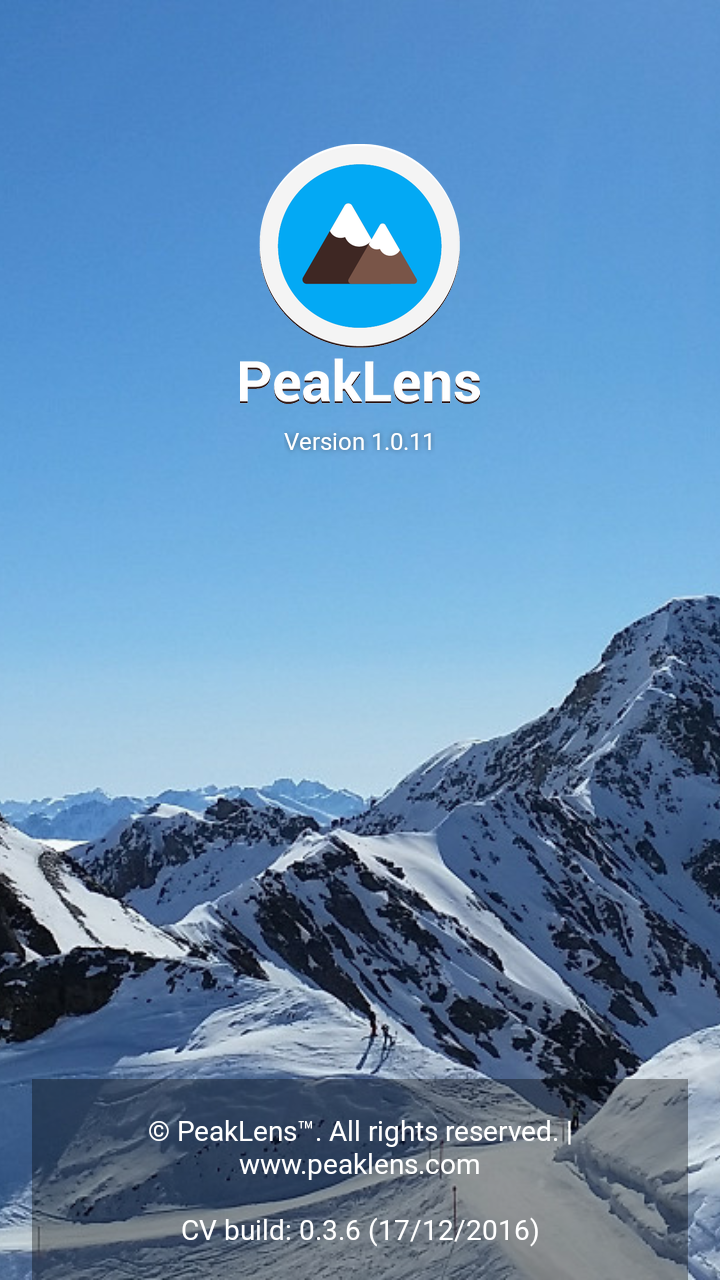 PeakLens
Version 1.0.11
© PeakLens™. All rights reserved. |
www.peaklens.com
CV build: 0.3.6 (17/12/2016)